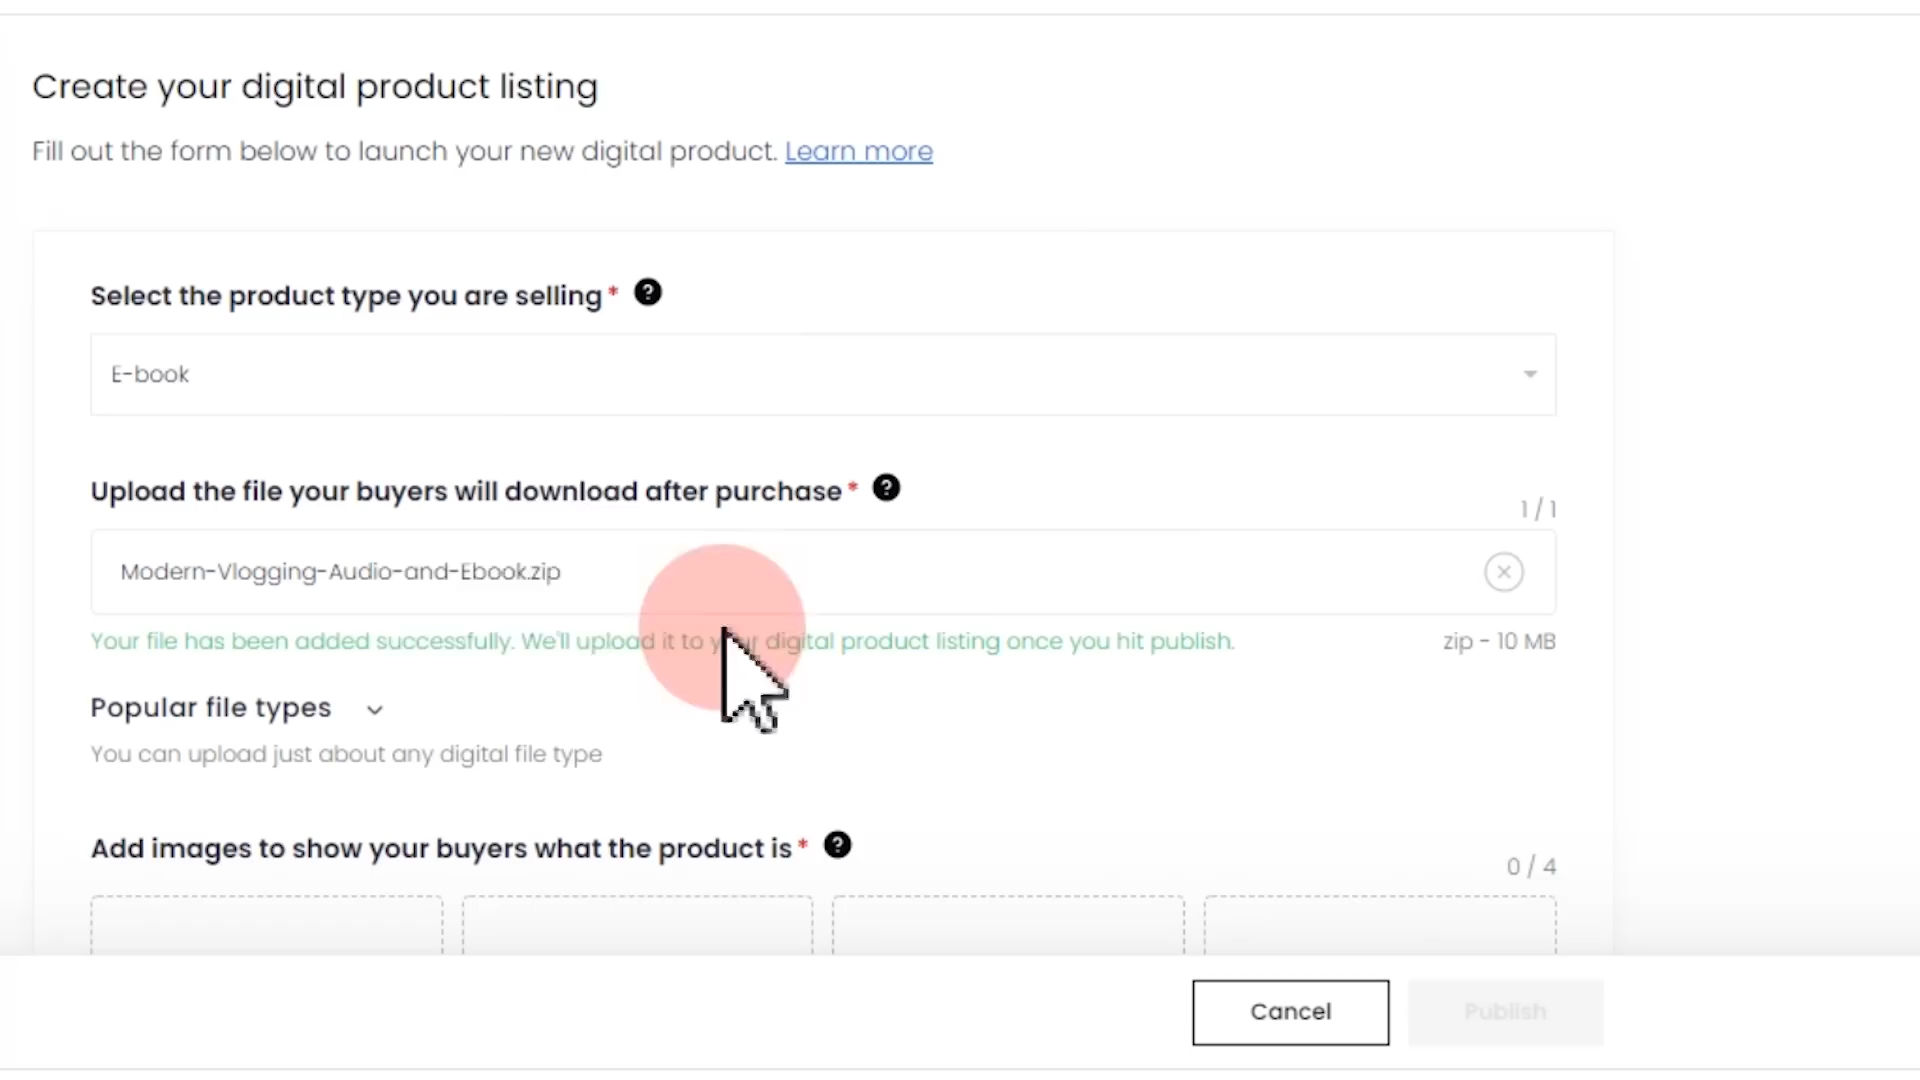 Create your digital product listing
Fill out the form below to launch your new digital product. Learn more
Select the product type you are selling* ?
E-book
Upload the file your buyers will download after purchase* ?
1 / 1
Modern-Vlogging-Audio-and-Ebook.zip
Your file has been added successfully. We'll upload it to your digital product listing once you hit publish.
zip - 10 MB
Popular file types
You can upload just about any digital file type
Add images to show your buyers what the product is* ?
0 / 4
Cancel
Publish